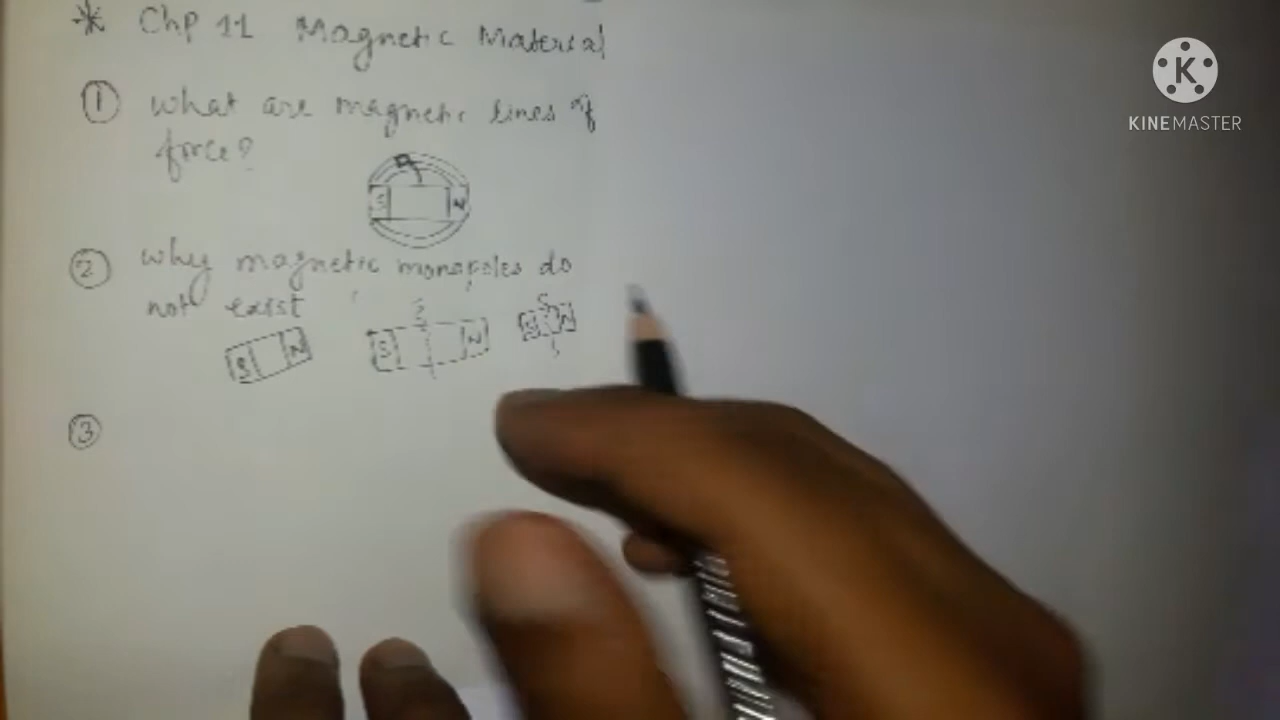 * Chp 11 Magnetic Material
① What are magnetic lines of
force?
S N
② why magnetic monopoles do
not exist
S N S N S N
③
K
KINEMASTER